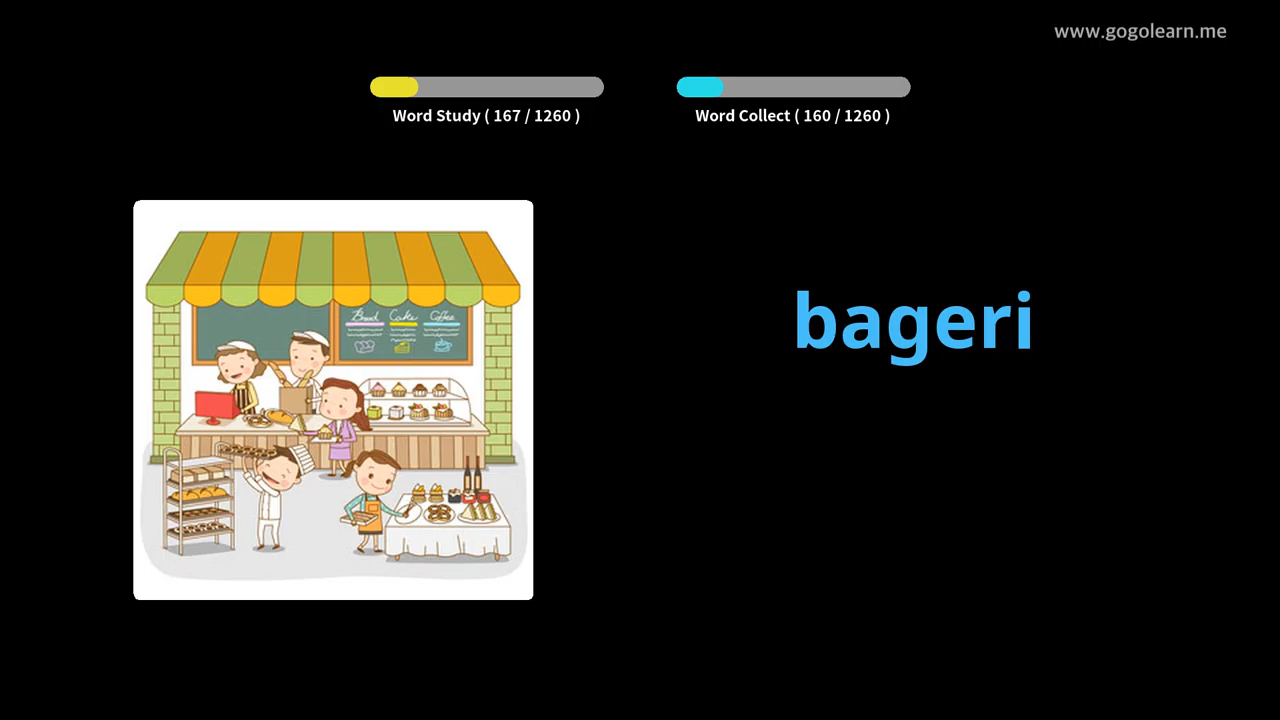 www.gogolearn.me
Word Study ( 167 / 1260 )
Word Collect ( 160 / 1260 )
Bread Cake Coffee
bageri